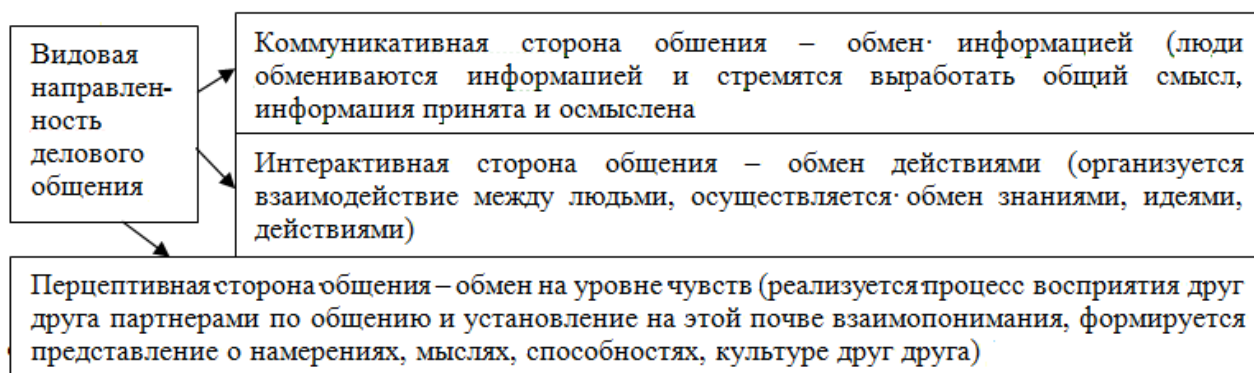 Видовая
направлен-
ность
делового
общения
Коммуникативная сторона обшения – обмен· информацией (люди
обмениваются информашией и стремятся выработать общий смысл,
информашия принята и осмыслена
Интерактивная сторона общения – обмен действиями (организуется
взаимодействие между людьми, осуществляется· обмен знаниями, идеями,
действиями)
Перцептивная сторона общения – обмен на уровне чувств (реализуется процесс восприятия друг
друга партнерами по общению и установление на этой почве взаимопонимания, формируется
представление о намерениях, мыслях, способностях, культуре друг друга)